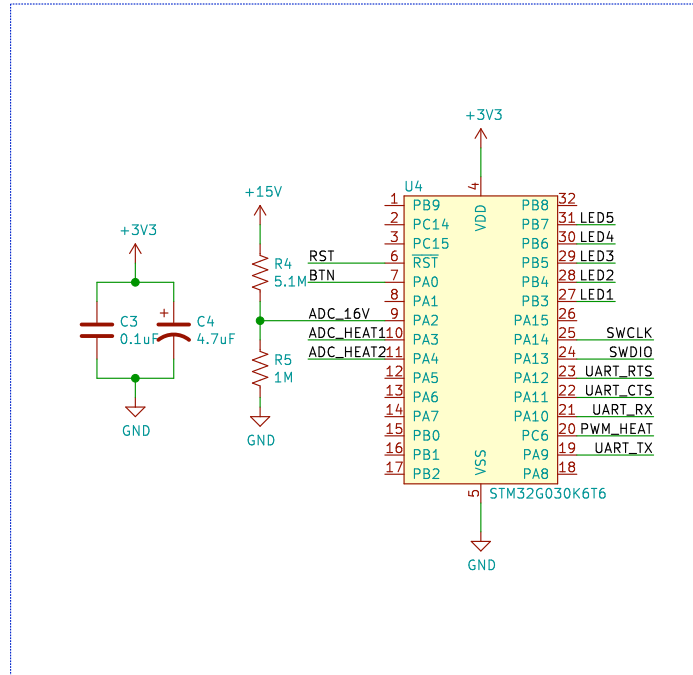 +3V3
GND
C3
0.1uF
C4
4.7uF
+
+15V
R4
5.1M
R5
1M
GND
RST
BTN
ADC_16V
ADC_HEAT1
ADC_HEAT2
+3V3
U4
4
VDD
1 PB9
2 PC14
3 PC15
6 RST
7 PA0
8 PA1
9 PA2
10 PA3
11 PA4
12 PA5
13 PA6
14 PA7
15 PB0
16 PB1
17 PB2
PB8 32
PB7 31 LED5
PB6 30 LED4
PB5 29 LED3
PB4 28 LED2
PB3 27 LED1
PA15 26
PA14 25 SWCLK
PA13 24 SWDIO
PA12 23 UART_RTS
PA11 22 UART_CTS
PA10 21 UART_RX
PC6 20 PWM_HEAT
PA9 19 UART_TX
PA8 18
VSS
5
STM32G030K6T6
GND